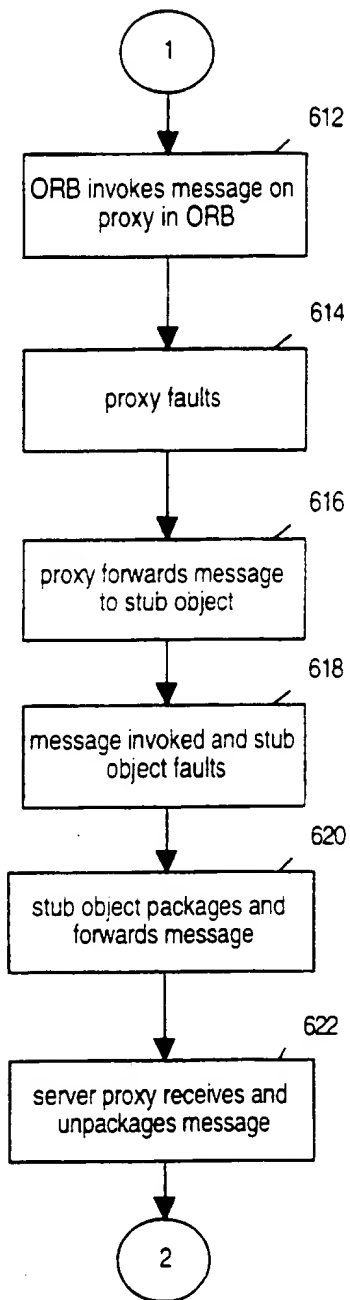 1
612
ORB invokes message on
proxy in ORB
614
proxy faults
616
proxy forwards message
to stub object
618
message invoked and stub
object faults
620
stub object packages and
forwards message
622
server proxy receives and
unpackages message
2